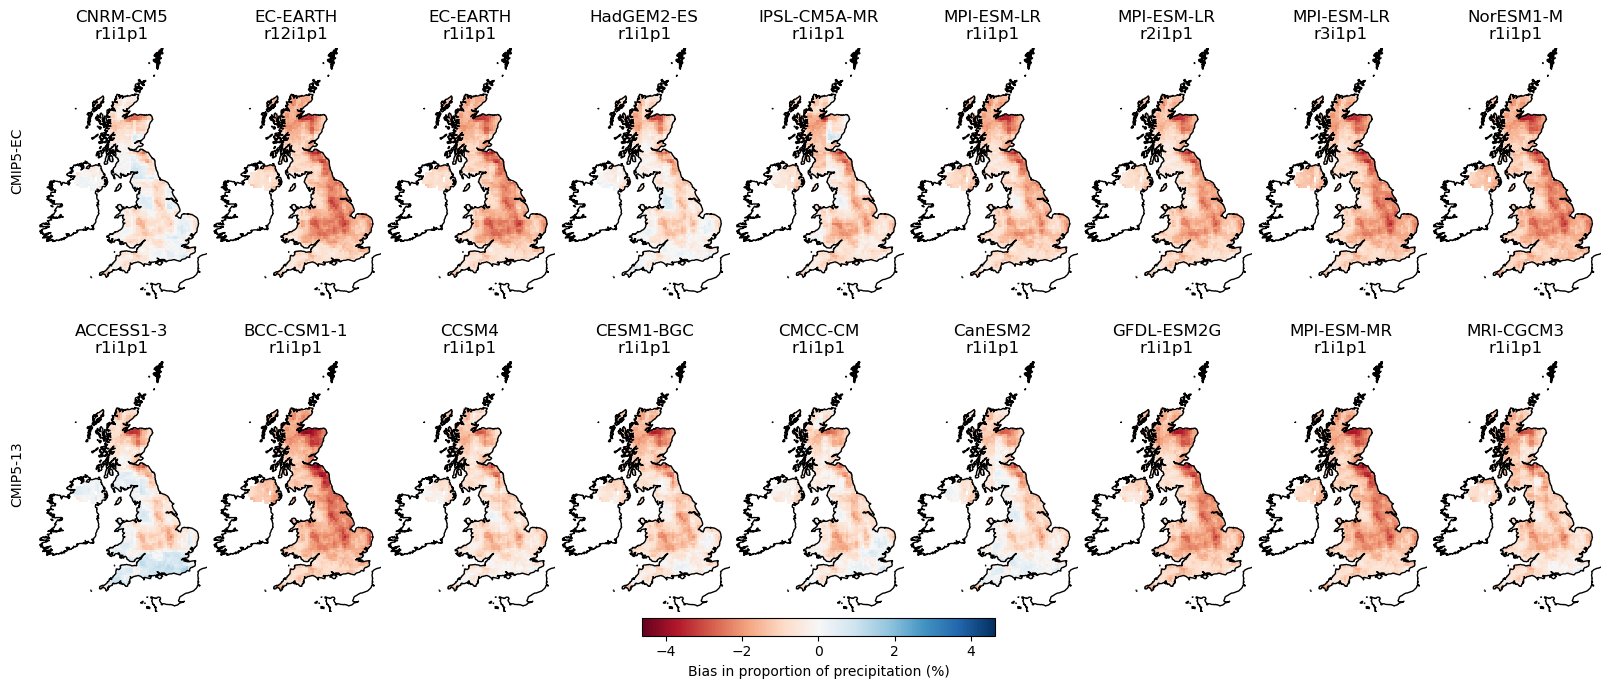 CNRM-CM5 EC-EARTH EC-EARTH HadGEM2-ES IPSL-CM5A-MR MPI-ESM-LR MPI-ESM-LR MPI-ESM-LR NorESM1-M
r1i1p1 r12i1p1 r1i1p1 r1i1p1 r1i1p1 r1i1p1 r2i1p1 r3i1p1 r1i1p1
CMIP5-EC
ACCESS1-3 BCC-CSM1-1 CCSM4 CESM1-BGC CMCC-CM CanESM2 GFDL-ESM2G MPI-ESM-MR MRI-CGCM3
r1i1p1 r1i1p1 r1i1p1 r1i1p1 r1i1p1 r1i1p1 r1i1p1 r1i1p1 r1i1p1
CMIP5-13
−4 −2 0 2 4
Bias in proportion of precipitation (%)